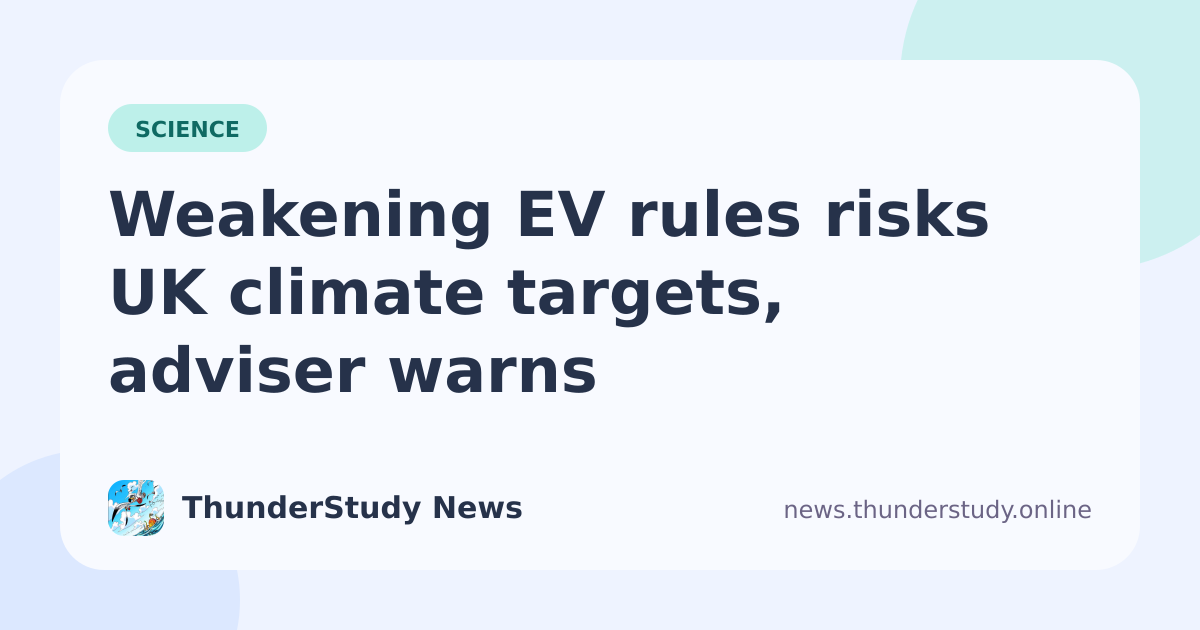 SCIENCE
Weakening EV rules risks
UK climate targets,
adviser warns
ThunderStudy News
news.thunderstudy.online